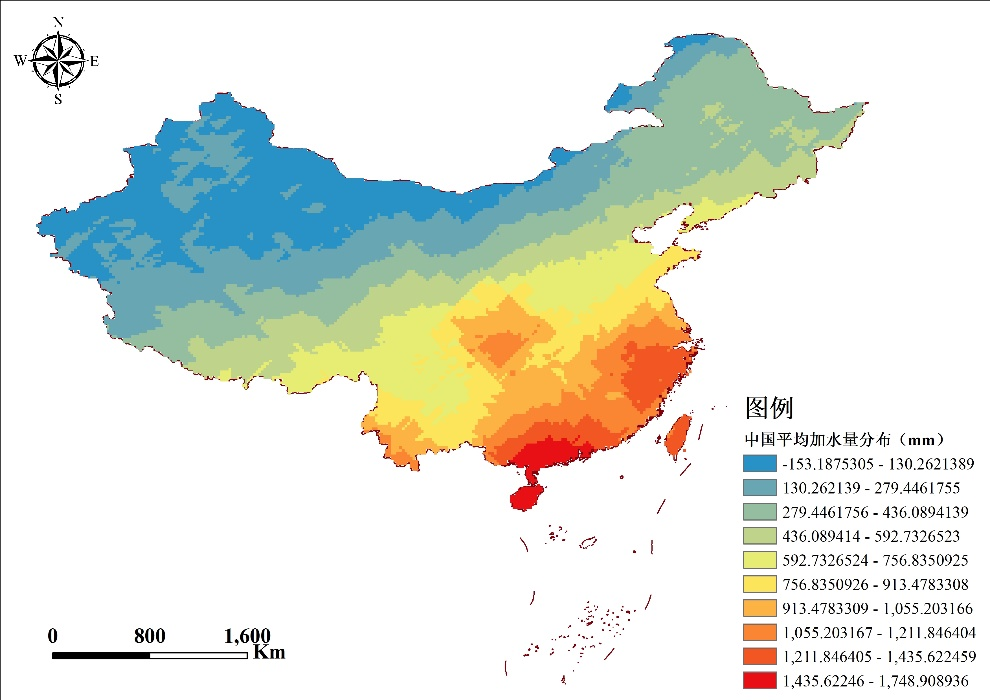 N
W E
S
图例
中国平均加水量分布（mm）
-153.1875305 - 130.2621389
130.262139 - 279.4461755
279.4461756 - 436.0894139
436.089414 - 592.7326523
592.7326524 - 756.8350925
756.8350926 - 913.4783308
913.4783309 - 1,055.203166
1,055.203167 - 1,211.846404
1,211.846405 - 1,435.622459
1,435.62246 - 1,748.908936
0 800 1,600
Km